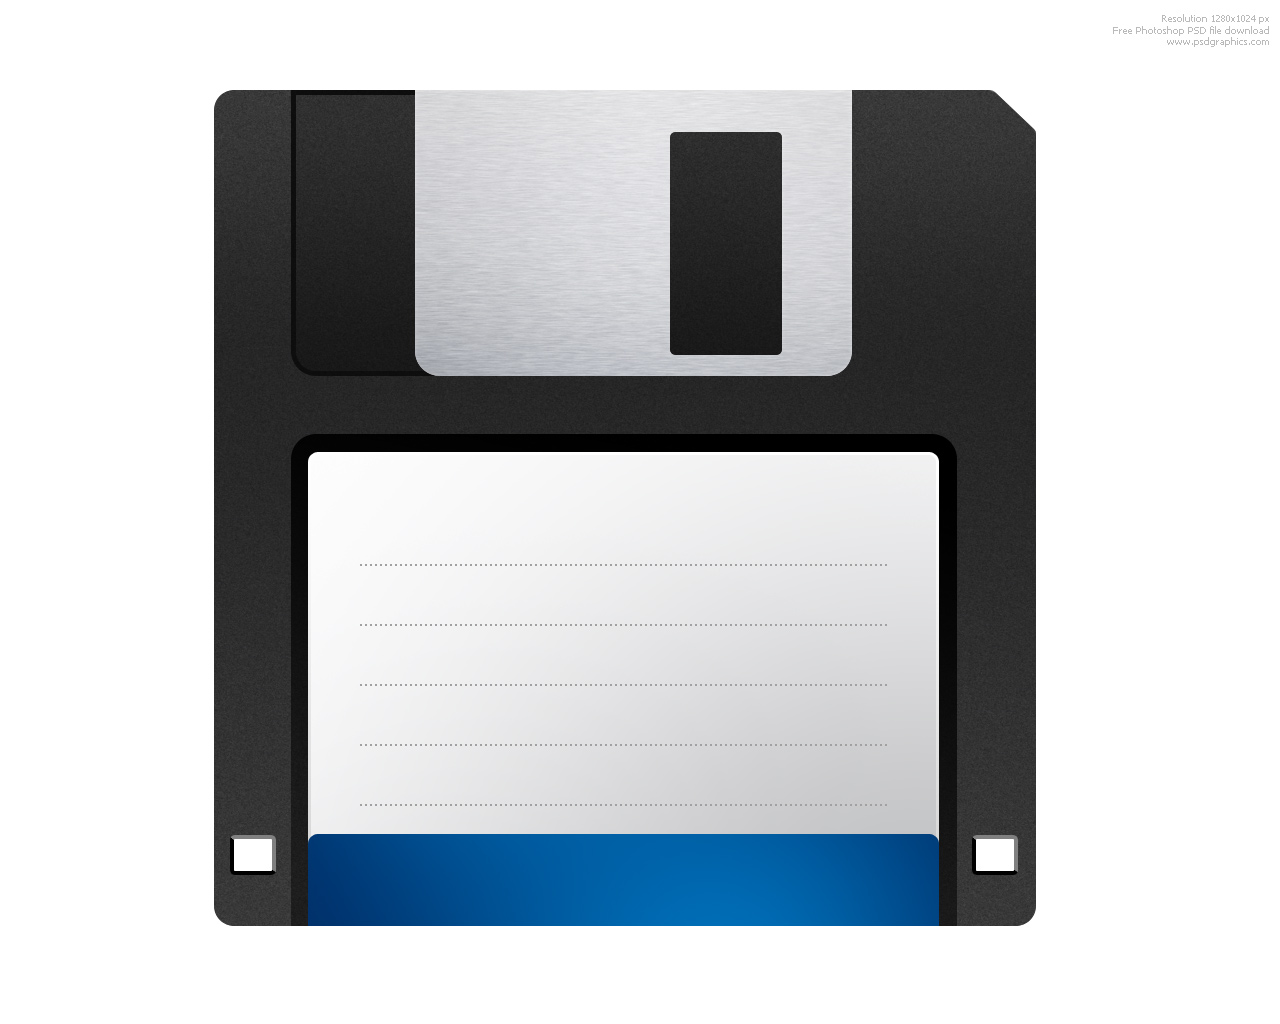 Resolution 1280x1024 px
Free Photoshop PSD file download
www.psdgraphics.com